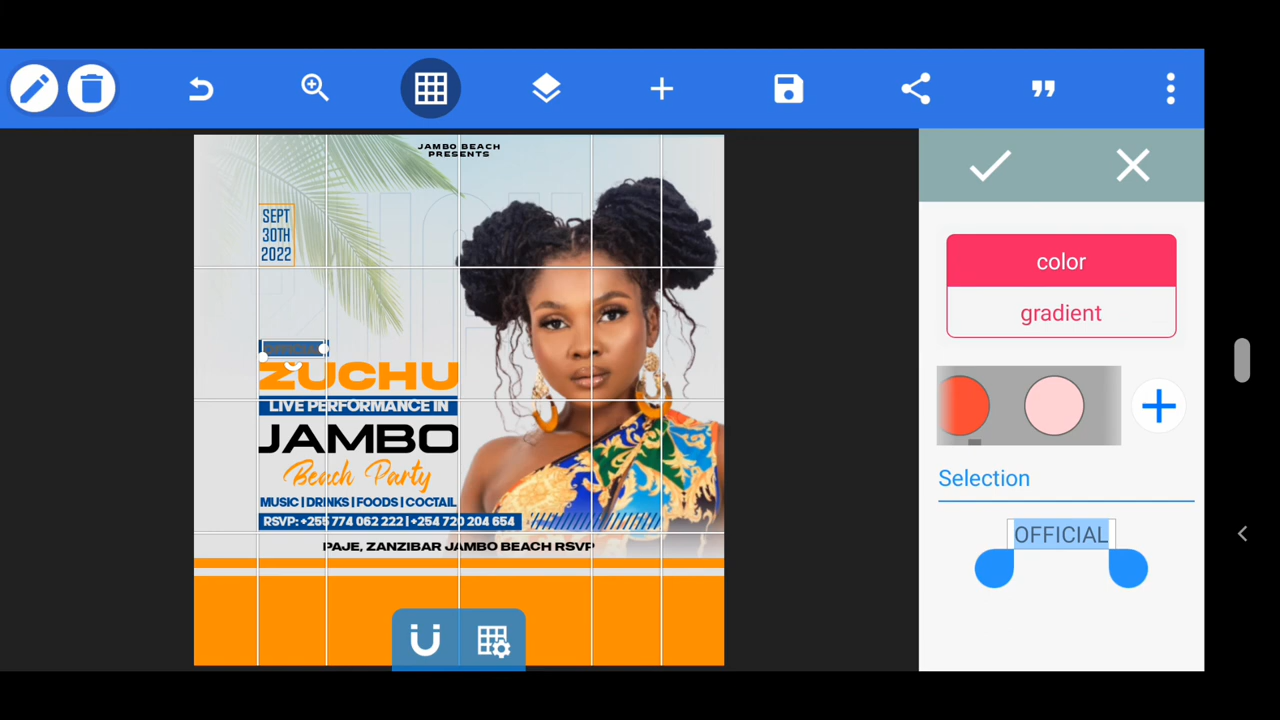 JAMBO BEACH
PRESENTS
SEPT
30TH
2022
ZUCHU
LIVE PERFORMANCE IN
JAMBO
Beach Party
MUSIC | DRINKS | FOODS | COCTAIL
RSVP: +255 774 062 222 | +254 720 204 654
PAJE, ZANZIBAR JAMBO BEACH RSVP
color
gradient
Selection
OFFICIAL